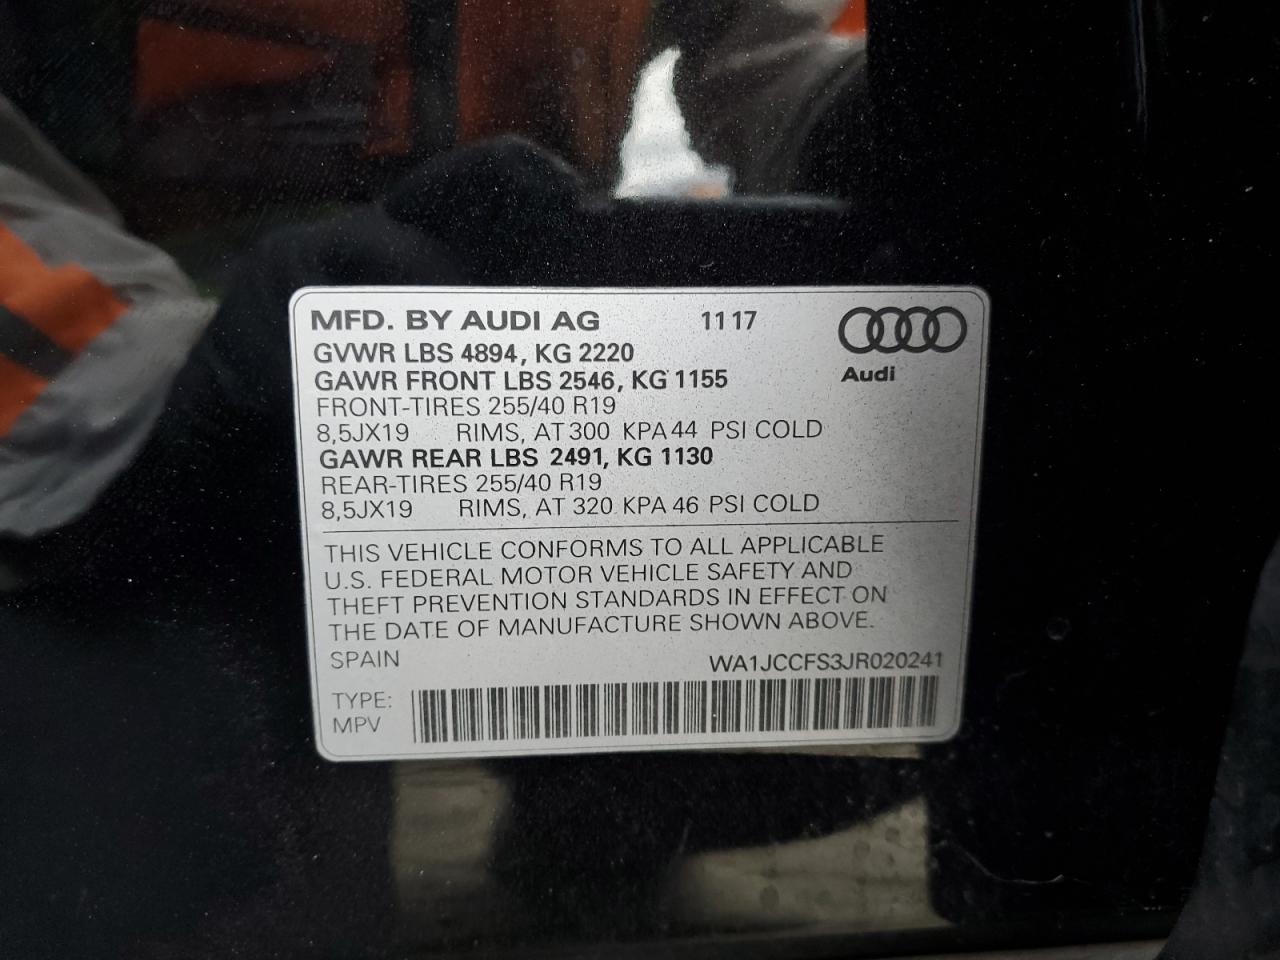 MFD. BY AUDI AG 11 17
GVWR LBS 4894, KG 2220
GAWR FRONT LBS 2546, KG 1155
Audi
FRONT-TIRES 255/40 R19
8,5JX19 RIMS, AT 300 KPA 44 PSI COLD
GAWR REAR LBS 2491, KG 1130
REAR-TIRES 255/40 R19
8,5JX19 RIMS, AT 320 KPA 46 PSI COLD
THIS VEHICLE CONFORMS TO ALL APPLICABLE
U.S. FEDERAL MOTOR VEHICLE SAFETY AND
THEFT PREVENTION STANDARDS IN EFFECT ON
THE DATE OF MANUFACTURE SHOWN ABOVE.
SPAIN WA1JCCFS3JR020241
TYPE:
MPV